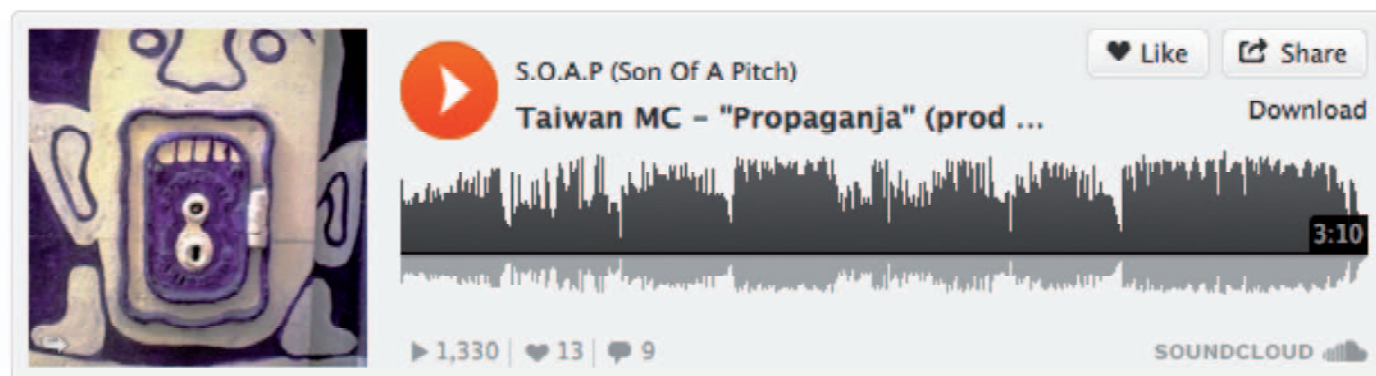 S.O.A.P (Son Of A Pitch)
Taiwan MC - "Propaganja" (prod ...
Like
Share
Download
3:10
1,330
13
9
SOUNDCLOUD